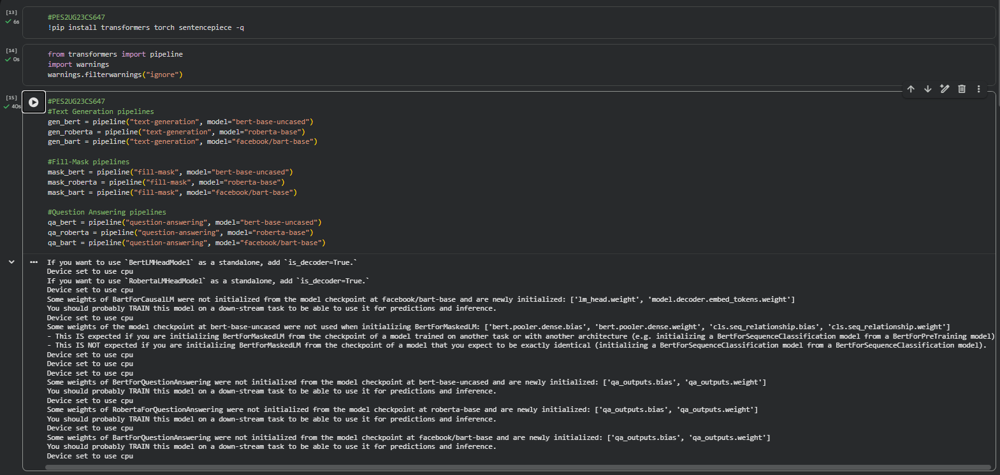 [13]
6s
#PES2UG23CS647
!pip install transformers torch sentencepiece -q
[14]
0s
from transformers import pipeline
import warnings
warnings.filterwarnings("ignore")
[15]
40s
#PES2UG23CS647
#Text Generation pipelines
gen_bert = pipeline("text-generation", model="bert-base-uncased")
gen_roberta = pipeline("text-generation", model="roberta-base")
gen_bart = pipeline("text-generation", model="facebook/bart-base")
#Fill-Mask pipelines
mask_bert = pipeline("fill-mask", model="bert-base-uncased")
mask_roberta = pipeline("fill-mask", model="roberta-base")
mask_bart = pipeline("fill-mask", model="facebook/bart-base")
#Question Answering pipelines
qa_bert = pipeline("question-answering", model="bert-base-uncased")
qa_roberta = pipeline("question-answering", model="roberta-base")
qa_bart = pipeline("question-answering", model="facebook/bart-base")
If you want to use `BertLMHeadModel` as a standalone, add `is_decoder=True.`
Device set to use cpu
If you want to use `RobertaLMHeadModel` as a standalone, add `is_decoder=True.`
Device set to use cpu
Some weights of BartForCausalLM were not initialized from the model checkpoint at facebook/bart-base and are newly initialized: ['lm_head.weight', 'model.decoder.embed_tokens.weight']
You should probably TRAIN this model on a down-stream task to be able to use it for predictions and inference.
Device set to use cpu
Some weights of the model checkpoint at bert-base-uncased were not used when initializing BertForMaskedLM: ['bert.pooler.dense.bias', 'bert.pooler.dense.weight', 'cls.seq_relationship.bias', 'cls.seq_relationship.weight']
- This IS expected if you are initializing BertForMaskedLM from the checkpoint of a model trained on another task or with another architecture (e.g. initializing a BertForSequenceClassification model from a BertForPreTraining model)
- This IS NOT expected if you are initializing BertForMaskedLM from the checkpoint of a model that you expect to be exactly identical (initializing a BertForSequenceClassification model from a BertForSequenceClassification model).
Device set to use cpu
Device set to use cpu
Device set to use cpu
Some weights of BertForQuestionAnswering were not initialized from the model checkpoint at bert-base-uncased and are newly initialized: ['qa_outputs.bias', 'qa_outputs.weight']
You should probably TRAIN this model on a down-stream task to be able to use it for predictions and inference.
Device set to use cpu
Some weights of RobertaForQuestionAnswering were not initialized from the model checkpoint at roberta-base and are newly initialized: ['qa_outputs.bias', 'qa_outputs.weight']
You should probably TRAIN this model on a down-stream task to be able to use it for predictions and inference.
Device set to use cpu
Some weights of BartForQuestionAnswering were not initialized from the model checkpoint at facebook/bart-base and are newly initialized: ['qa_outputs.bias', 'qa_outputs.weight']
You should probably TRAIN this model on a down-stream task to be able to use it for predictions and inference.
Device set to use cpu